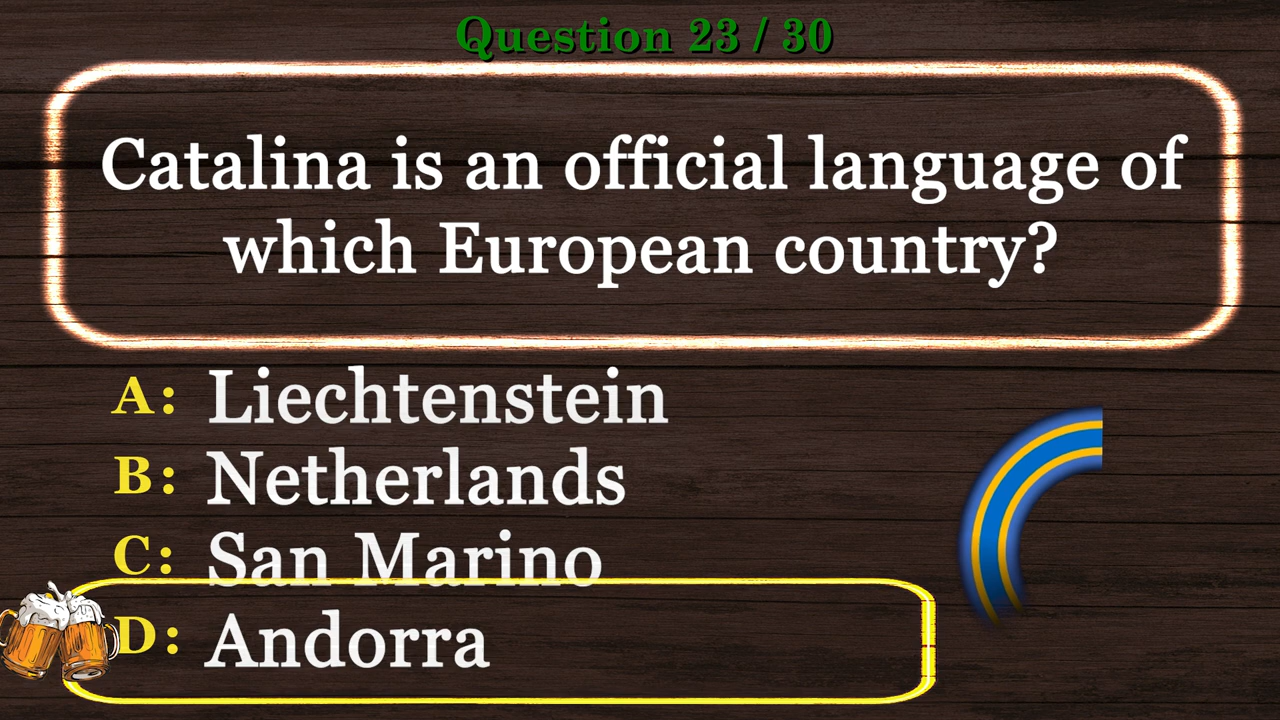 Question 23 / 30
Catalina is an official language of
which European country?
A: Liechtenstein
B: Netherlands
C: San Marino
D: Andorra